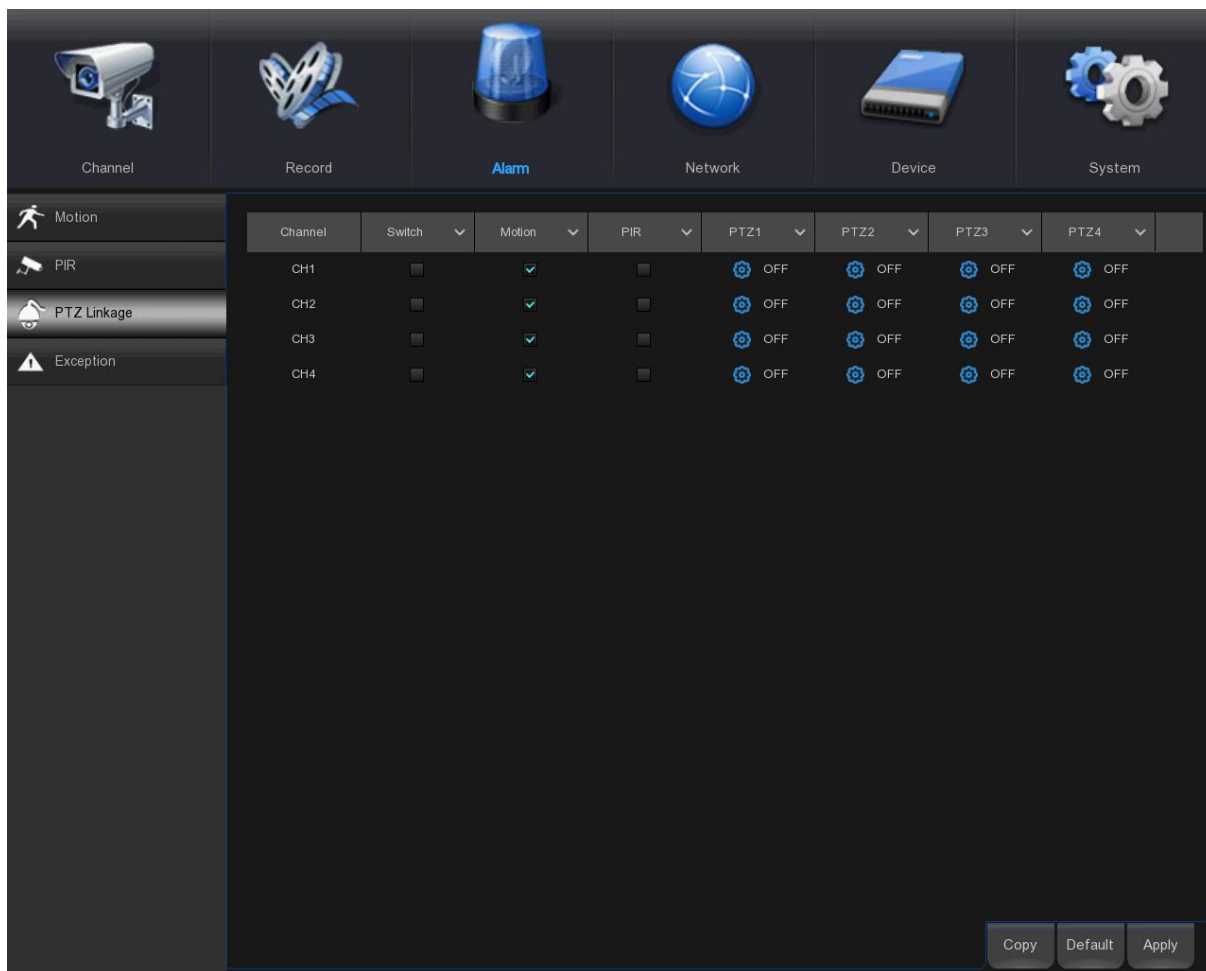 Channel Record Alarm Network Device System
Motion
PIR
PTZ Linkage
Exception
Channel Switch Motion PIR PTZ1 PTZ2 PTZ3 PTZ4
CH1 OFF OFF OFF OFF
CH2 OFF OFF OFF OFF
CH3 OFF OFF OFF OFF
CH4 OFF OFF OFF OFF
Copy Default Apply